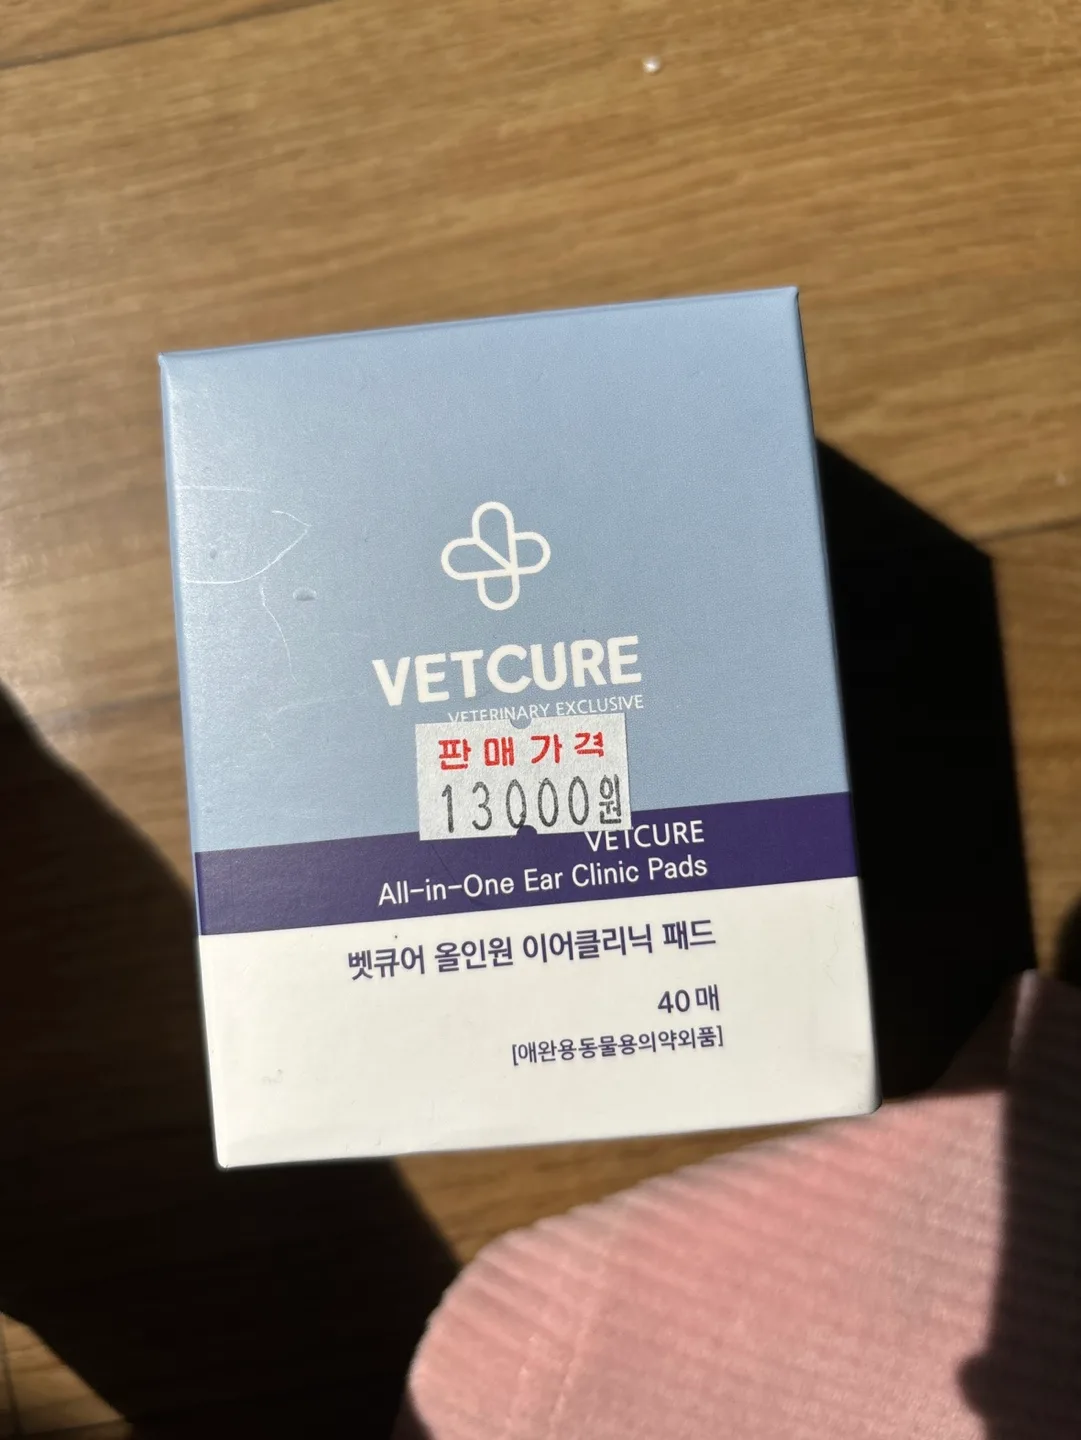 VETCURE
VETERINARY EXCLUSIVE
판매가격
13000원
VETCURE
All-in-One Ear Clinic Pads
벳큐어 올인원 이어클리닉 패드
40매
[애완용동물용의약외품]